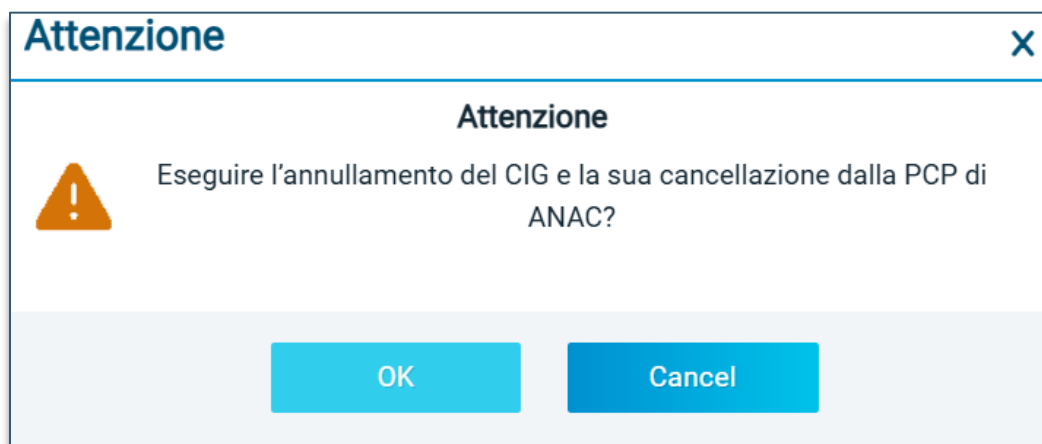 Attenzione
X
Attenzione
Eseguire l'annullamento del CIG e la sua cancellazione dalla PCP di
ANAC?
OK
Cancel